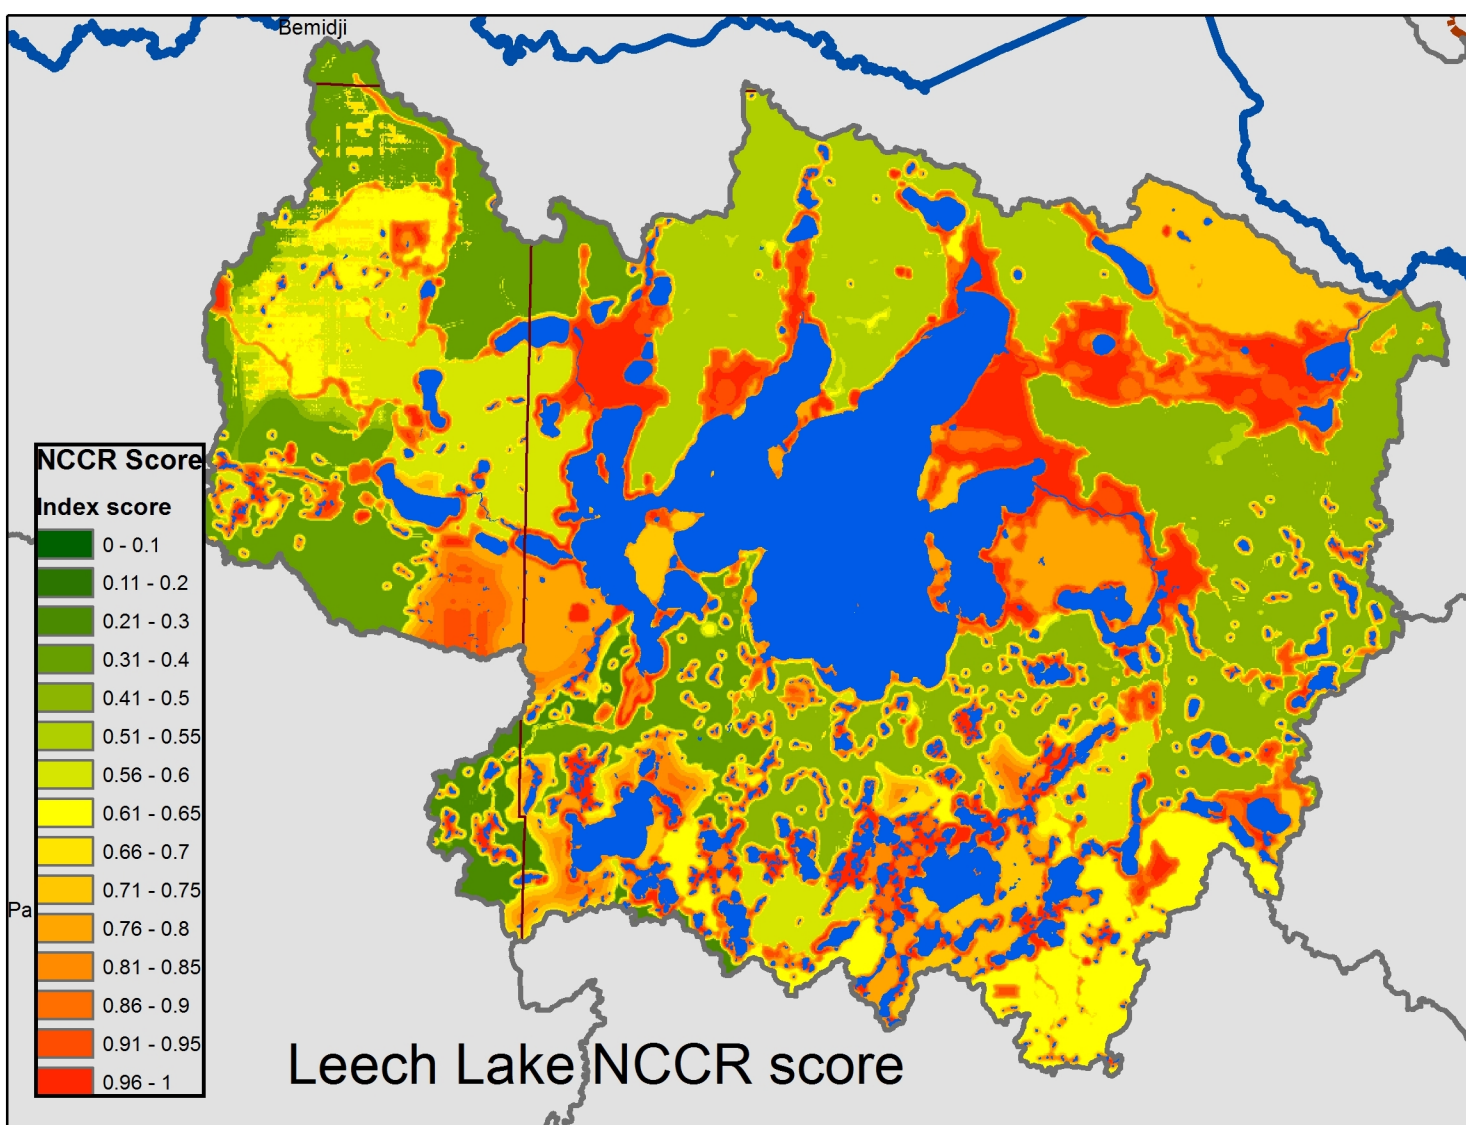 Bemidji
NCCR Score
Index score
0 - 0.1
0.11 - 0.2
0.21 - 0.3
0.31 - 0.4
0.41 - 0.5
0.51 - 0.55
0.56 - 0.6
0.61 - 0.65
0.66 - 0.7
0.71 - 0.75
0.76 - 0.8
0.81 - 0.85
0.86 - 0.9
0.91 - 0.95
0.96 - 1
Pa
Leech Lake NCCR score